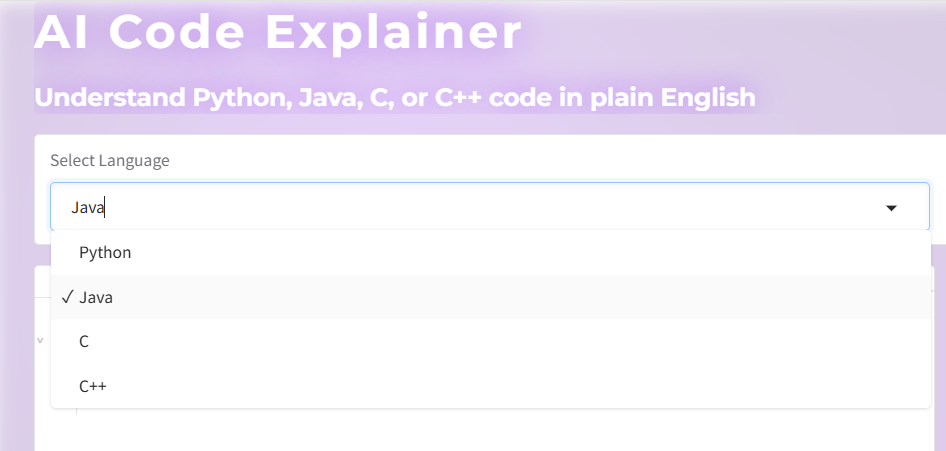 AI Code Explainer
Understand Python, Java, C, or C++ code in plain English
Select Language
Java
Python
✓ Java
C
C++